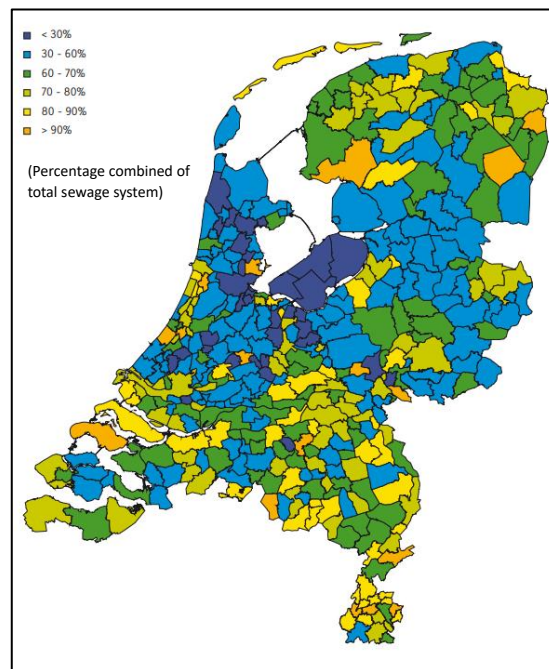 < 30%
30 - 60%
60 - 70%
70 - 80%
80 - 90%
> 90%
(Percentage combined of
total sewage system)